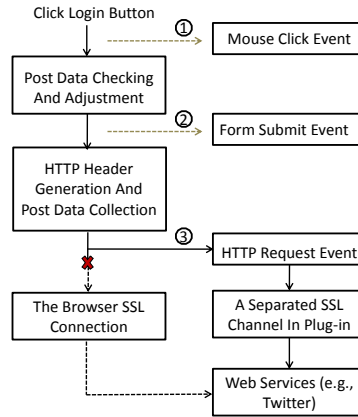 Click Login Button
①
Mouse Click Event
Post Data Checking
And Adjustment
②
Form Submit Event
HTTP Header
Generation And
Post Data Collection
③
HTTP Request Event
The Browser SSL
Connection
A Separated SSL
Channel In Plug-in
Web Services (e.g.,
Twitter)